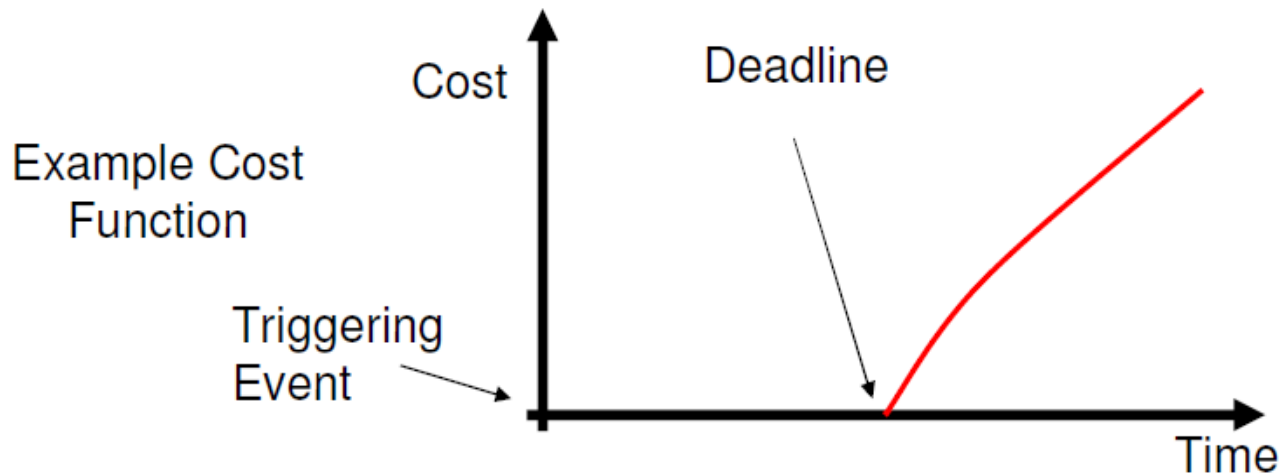 Cost
Deadline
Example Cost
Function
Triggering
Event
Time